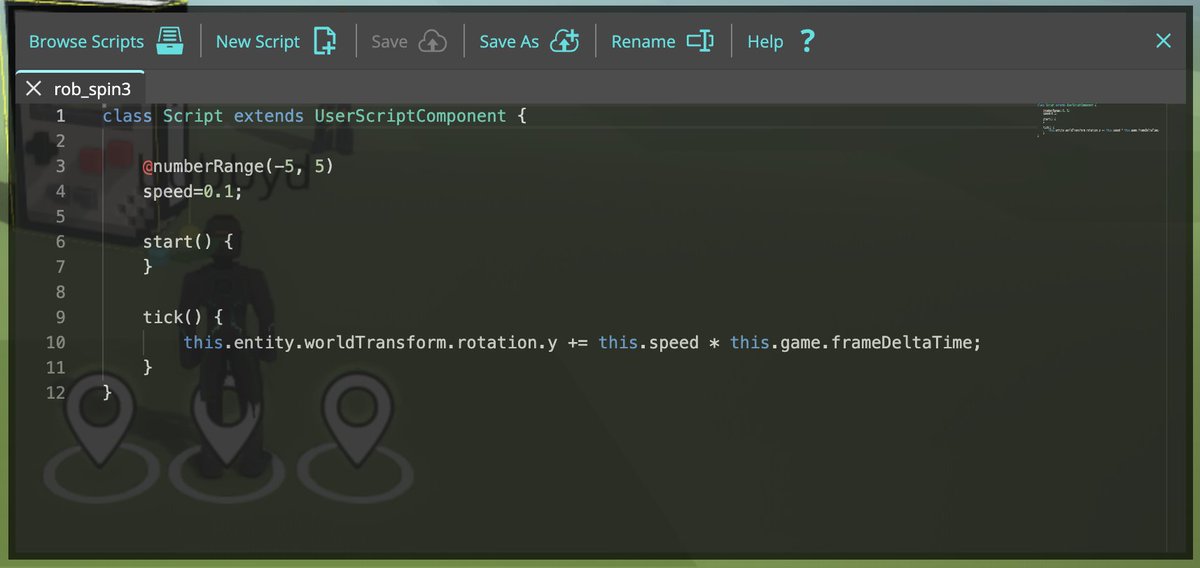 Browse Scripts New Script Save Save As Rename Help ?
rob_spin3
1 class Script extends UserScriptComponent {
2
3 @numberRange(-5, 5)
4 speed=0.1;
5
6 start() {
7 }
8
9 tick() {
10 this.entity.worldTransform.rotation.y += this.speed * this.game.frameDeltaTime;
11 }
12 }